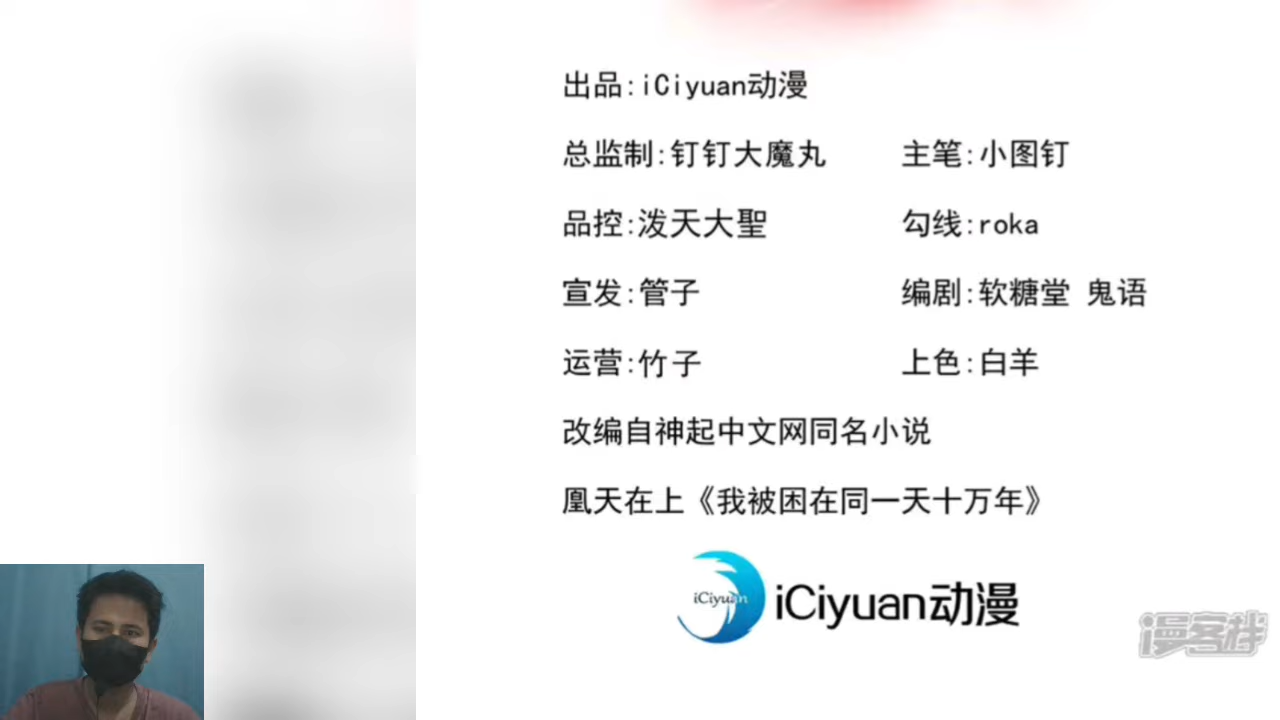 出品:iCiyuan动漫
总监制:钉钉大魔丸 主笔:小图钉
品控:泼天大聖 勾线:roka
宣发:管子 编剧:软糖堂 鬼语
运营:竹子 上色:白羊
改编自神起中文网同名小说
凰天在上《我被困在同一天十万年》
iCiyuan iCiyuan动漫
漫客栈